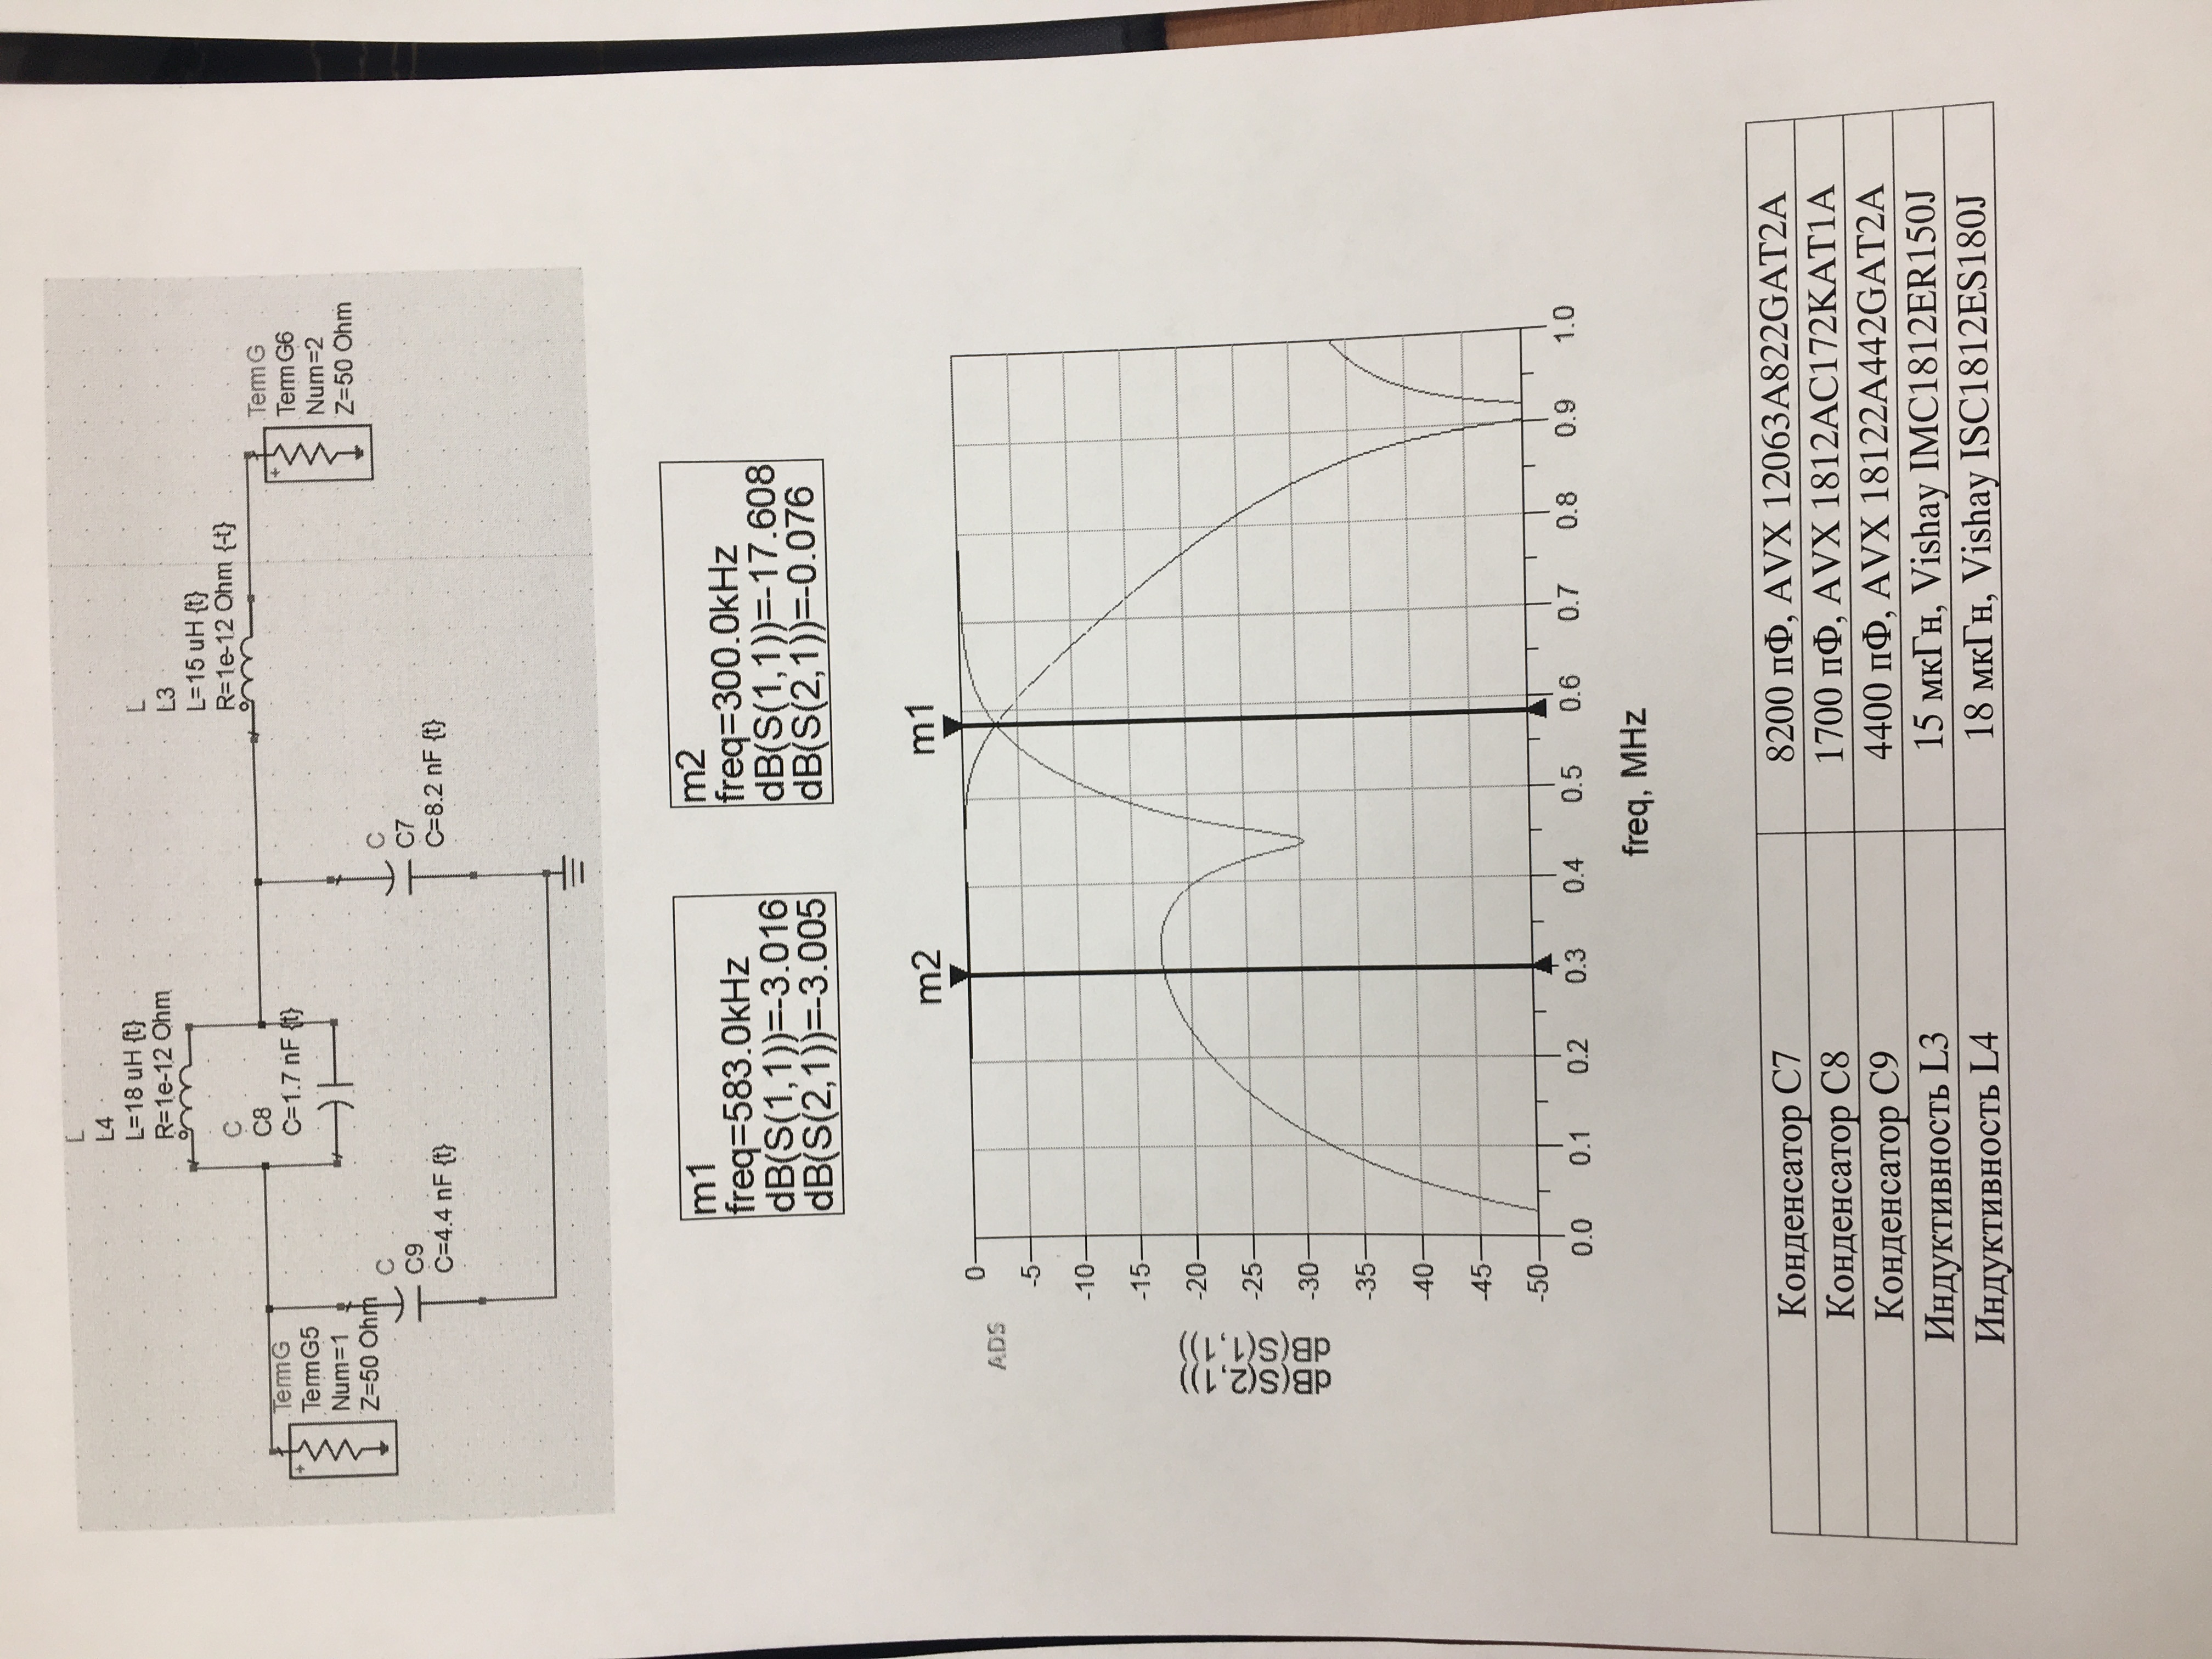 L
L4
L=18 uH {t}
R=1e-12 Ohm
L
L3
L=15 uH {t}
R=1e-12 Ohm {-t}
C
C8
C=1.7 nF {t}
+
TermG
TermG5
Num=1
Z=50 Ohm
+
TermG
TermG6
Num=2
Z=50 Ohm
C
C9
C=4.4 nF {t}
C
C7
C=8.2 nF {t}
m1
freq=583.0kHz
dB(S(1,1))=-3.016
dB(S(2,1))=-3.005
m2
freq=300.0kHz
dB(S(1,1))=-17.608
dB(S(2,1))=-0.076
m2
m1
ADS
0
-5
-10
-15
-20
-25
-30
-35
-40
-45
-50
dB(S(2,1))
dB(S(1,1))
0.0 0.1 0.2 0.3 0.4 0.5 0.6 0.7 0.8 0.9 1.0
freq, MHz
Конденсатор C7 8200 пФ, AVX 12063A822GAT2A
Конденсатор C8 1700 пФ, AVX 1812AC172KAT1A
Конденсатор C9 4400 пФ, AVX 18122A442GAT2A
Индуктивность L3 15 мкГн, Vishay IMC1812ER150J
Индуктивность L4 18 мкГн, Vishay ISC1812ES180J